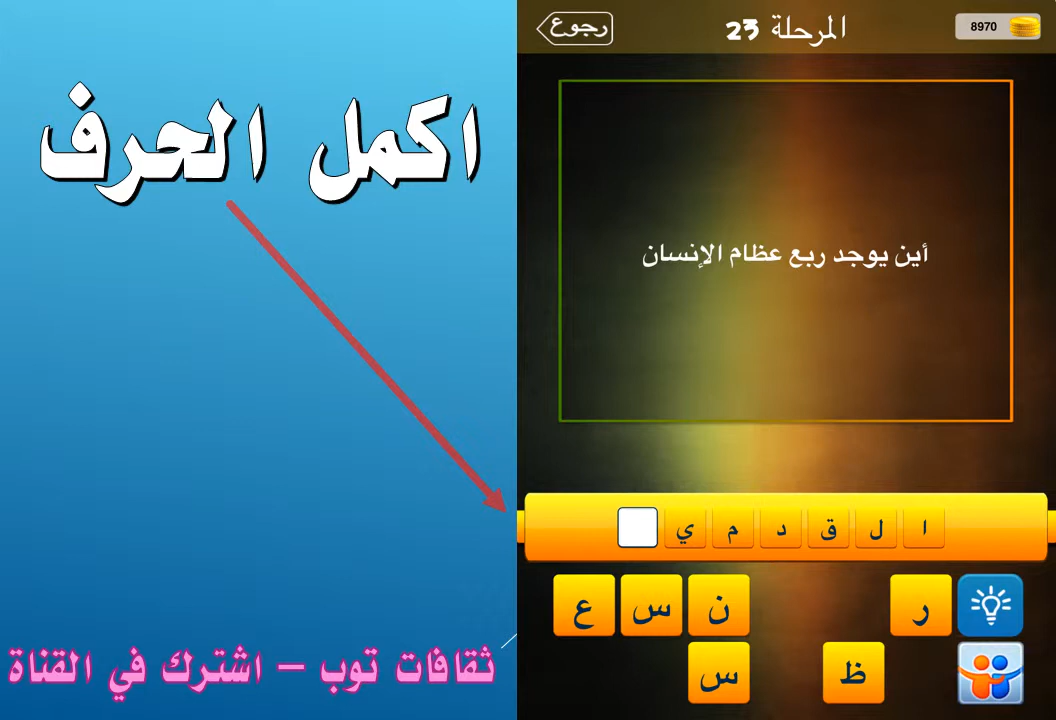 اكمل الحرف
ثقافات توب – اشترك في القناة
رجوع
المرحلة 23
8970
أين يوجد ربع عظام الإنسان
ا ل ق د م ي
ع س ن ر
س ظ